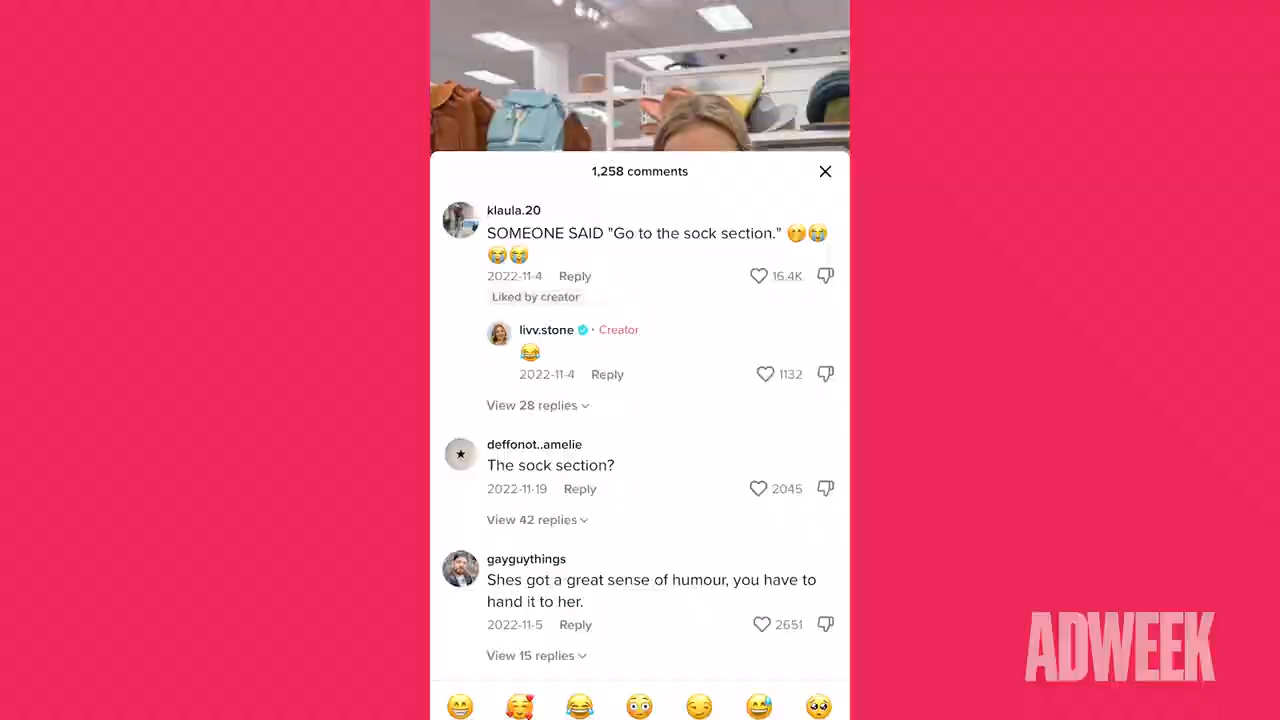 1,258 comments
klaula.20
SOMEONE SAID "Go to the sock section." 🤭😭
😭😭
2022-11-4 Reply 16.4K
Liked by creator
livv.stone · Creator
😂
2022-11-4 Reply 1132
View 28 replies
deffonot..amelie
The sock section?
2022-11-19 Reply 2045
View 42 replies
gayguythings
Shes got a great sense of humour, you have to
hand it to her.
2022-11-5 Reply 2651
View 15 replies
ADWEEK